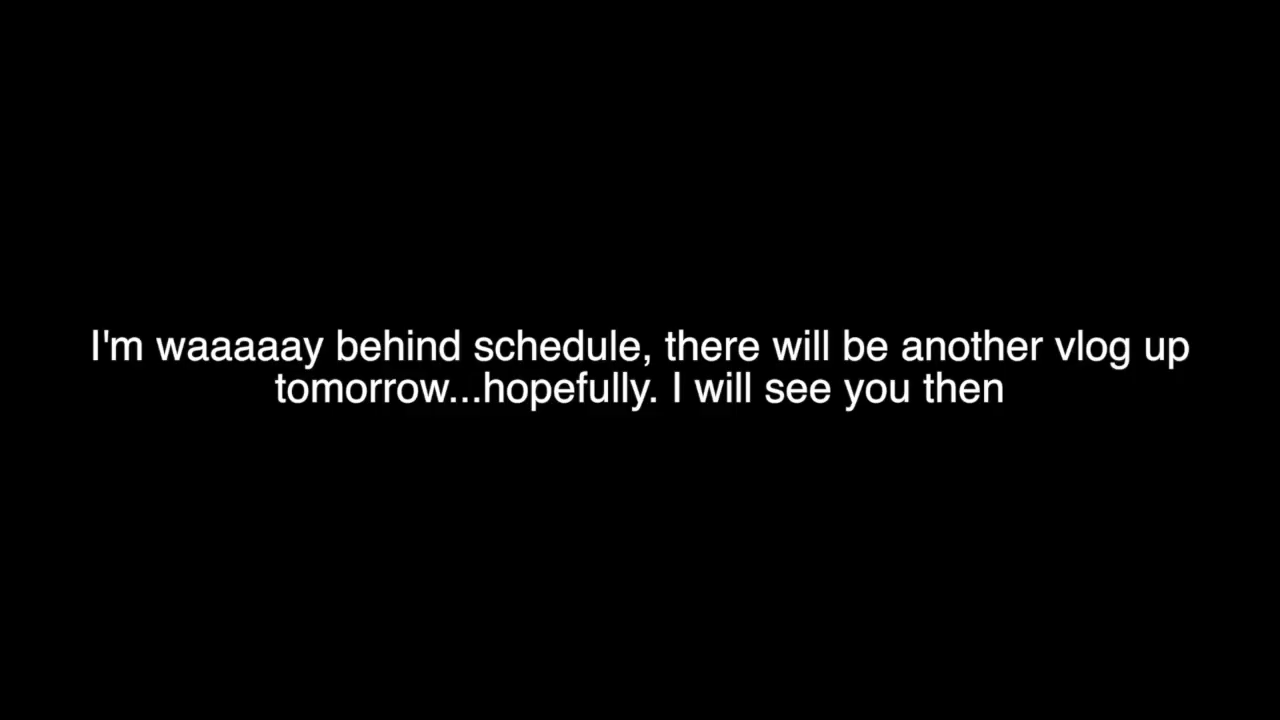 I'm waaaaay behind schedule, there will be another vlog up
tomorrow...hopefully. I will see you then